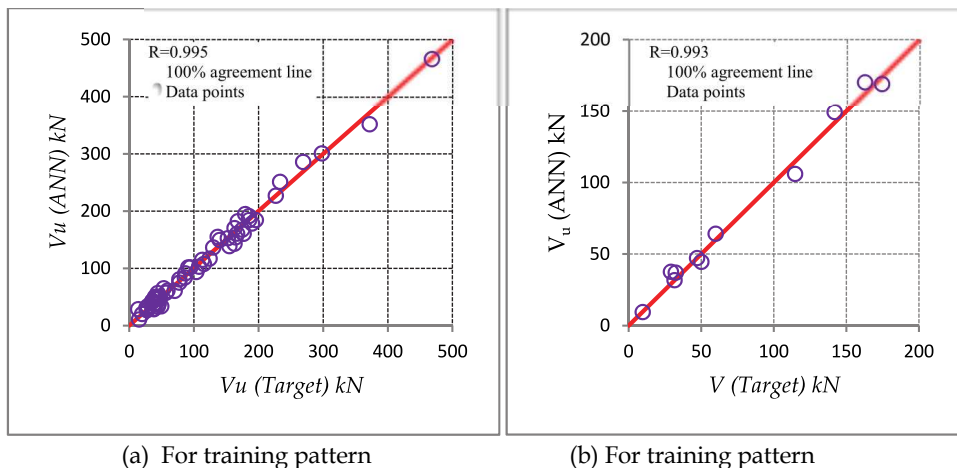 R=0.995
100% agreement line
Data points
500
400
300
200
100
0
0 100 200 300 400 500
Vu (ANN) kN
Vu (Target) kN
(a) For training pattern
R=0.993
100% agreement line
Data points
200
150
100
50
0
0 50 100 150 200
Vu (ANN) kN
V (Target) kN
(b) For training pattern